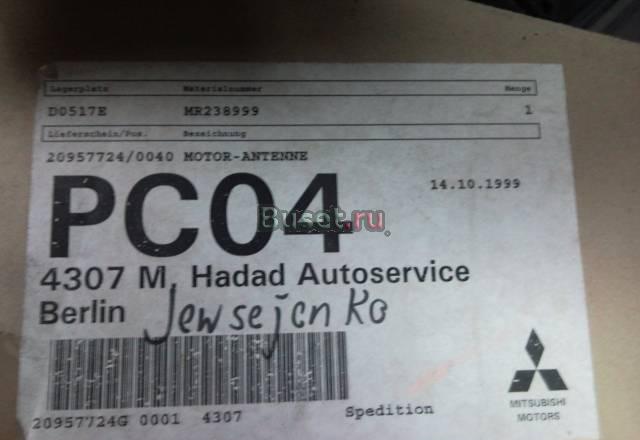 Lagerplatz Materialnummer Menge
D0517E MR238999 1
Lieferschein/Pos. Bezeichnung
20957724/0040 MOTOR-ANTENNE
PC04 14.10.1999
Buset.ru
4307 M. Hadad Autoservice
Berlin Jewsejenko
20957724G 0001 4307 Spedition
MITSUBISHI
MOTORS